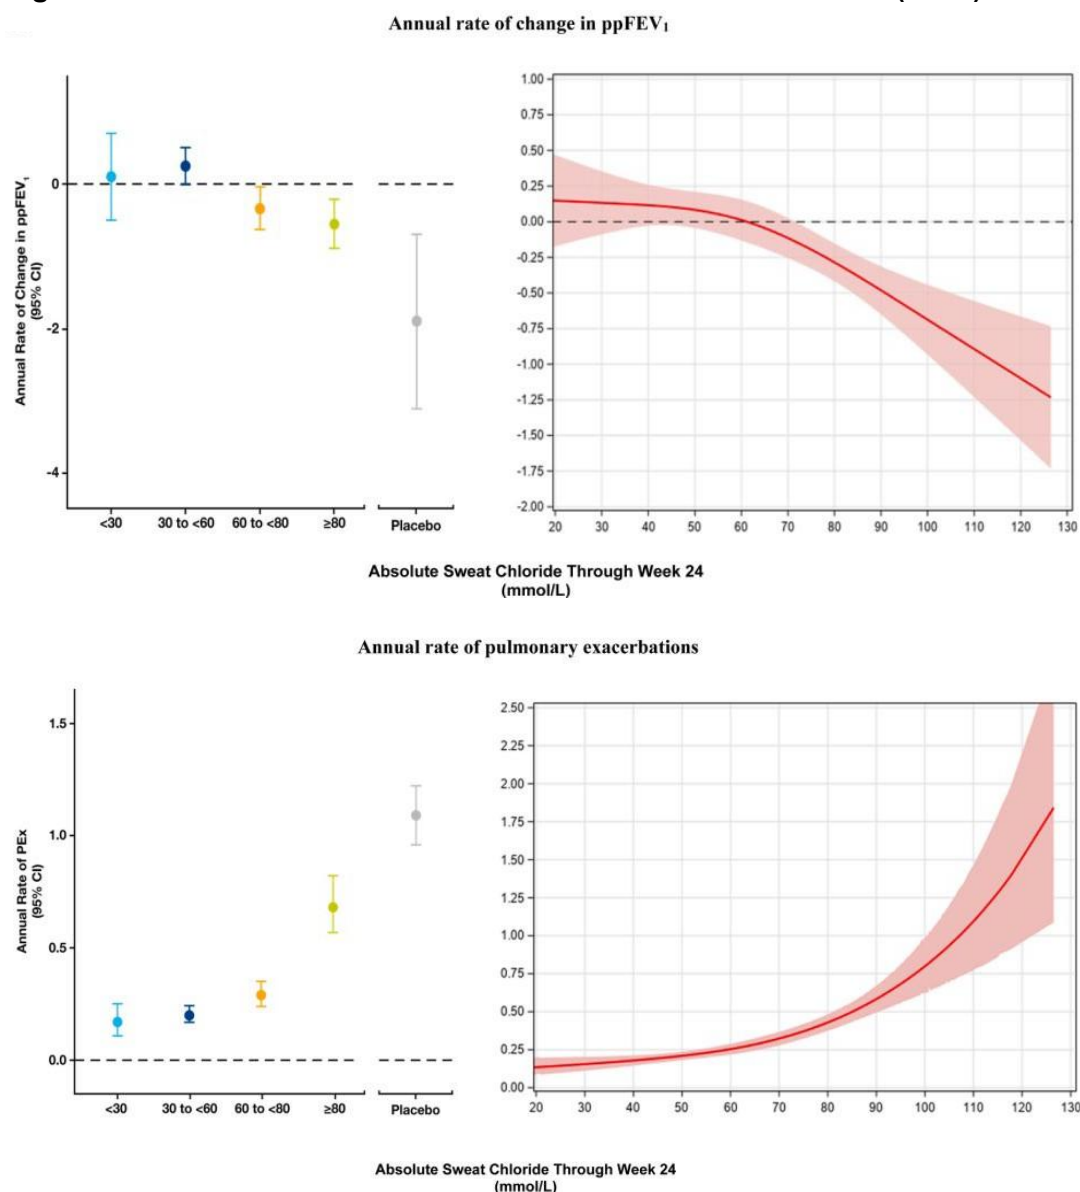 Annual rate of change in ppFEV₁
Annual Rate of Change in ppFEV₁
(95% CI)
0
-2
-4
<30 30 to <60 60 to <80 ≥80 Placebo
1.00
0.75
0.50
0.25
0.00
-0.25
-0.50
-0.75
-1.00
-1.25
-1.50
-1.75
-2.00
20 30 40 50 60 70 80 90 100 110 120 130
Absolute Sweat Chloride Through Week 24
(mmol/L)
Annual rate of pulmonary exacerbations
Annual Rate of PEx
(95% CI)
1.5
1.0
0.5
0.0
<30 30 to <60 60 to <80 ≥80 Placebo
2.50
2.25
2.00
1.75
1.50
1.25
1.00
0.75
0.50
0.25
0.00
20 30 40 50 60 70 80 90 100 110 120 130
Absolute Sweat Chloride Through Week 24
(mmol/L)